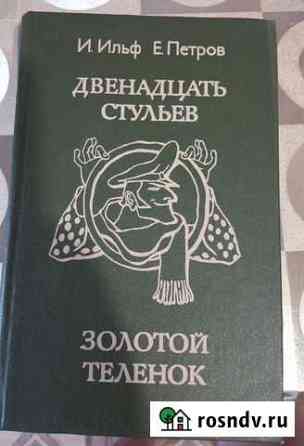 И. Ильф Е. Петров
ДВЕНАДЦАТЬ
СТУЛЬЕВ
ЗОЛОТОЙ
ТЕЛЕНОК
rosndv.ru